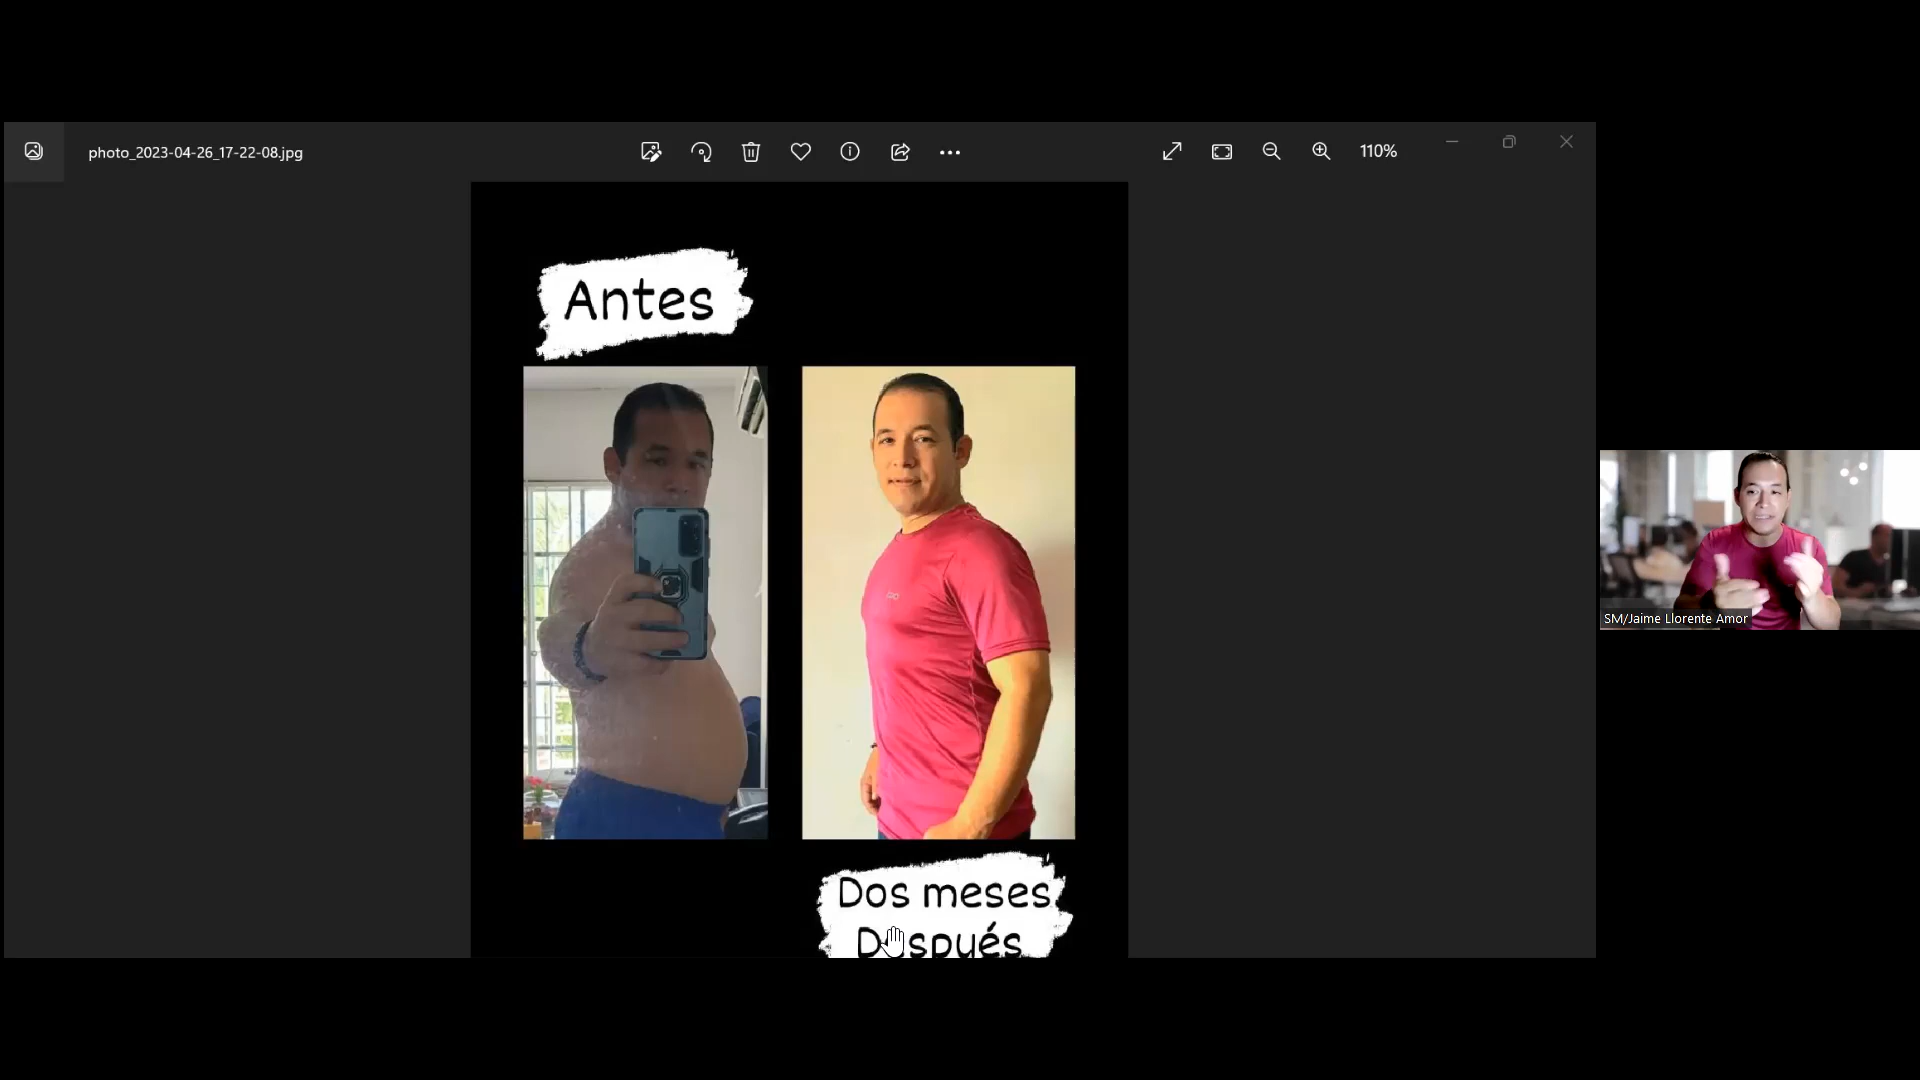 photo_2023-04-26_17-22-08.jpg
110%
Antes
Dos meses
Después
SM/Jaime Llorente Amor